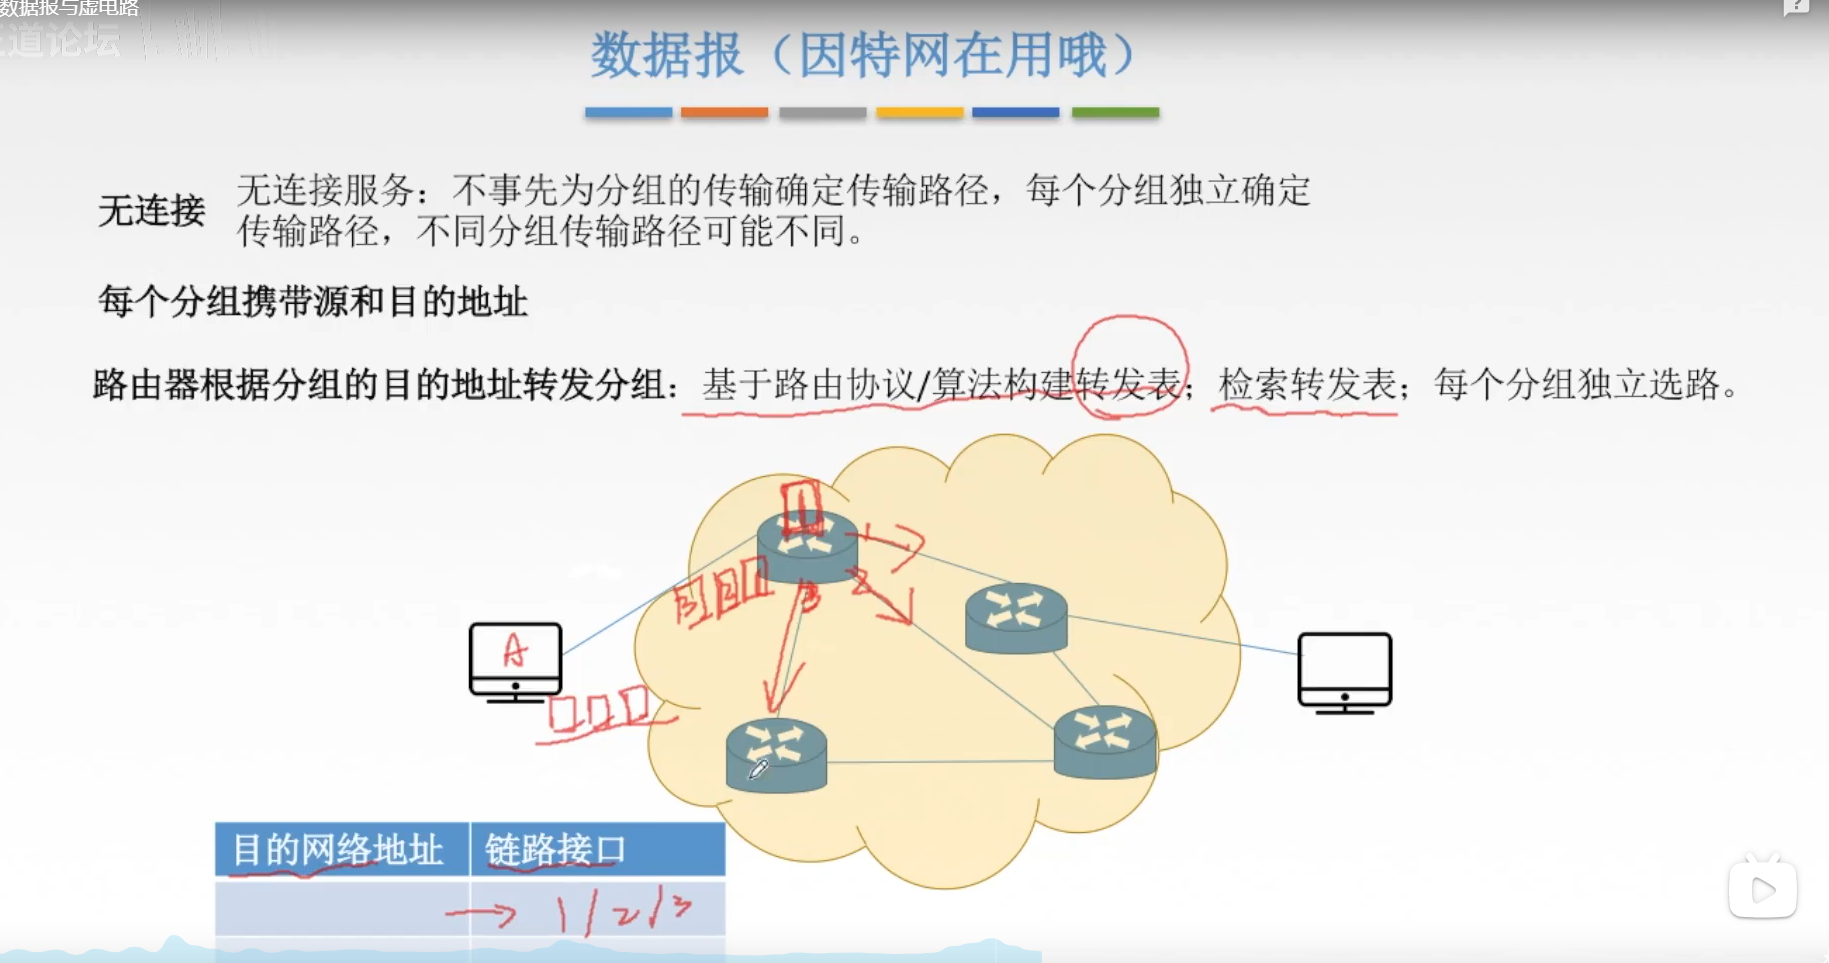 数据报与虚电路
道论坛
数据报（因特网在用哦）
无连接 无连接服务：不事先为分组的传输确定传输路径，每个分组独立确定
传输路径，不同分组传输路径可能不同。
每个分组携带源和目的地址
路由器根据分组的目的地址转发分组：基于路由协议/算法构建转发表；检索转发表；每个分组独立选路。
1
1
3 2 1
3
2
A
目的网络地址 链路接口
1/2/3